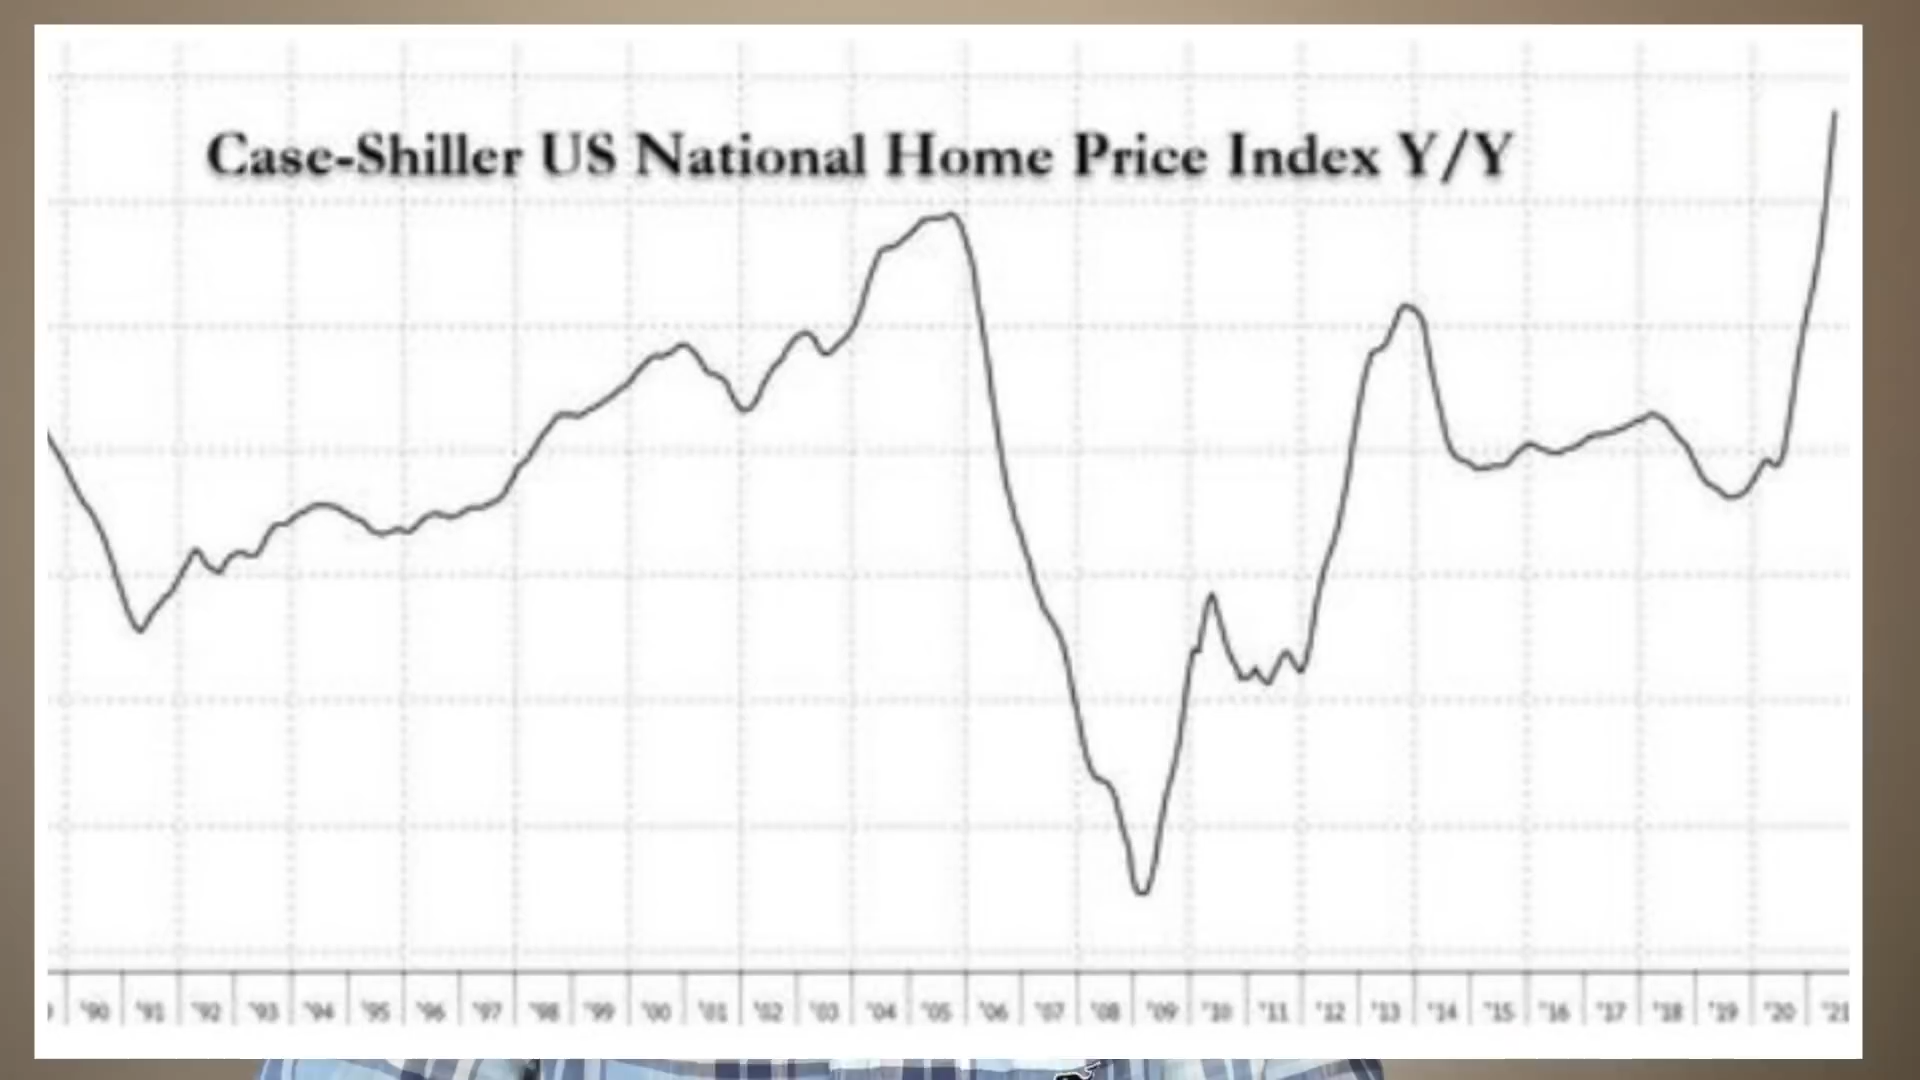 Case-Shiller US National Home Price Index Y/Y
'90 '91 '92 '93 '94 '95 '96 '97 '98 '99 '00 '01 '02 '03 '04 '05 '06 '07 '08 '09 '10 '11 '12 '13 '14 '15 '16 '17 '18 '19 '20 '21